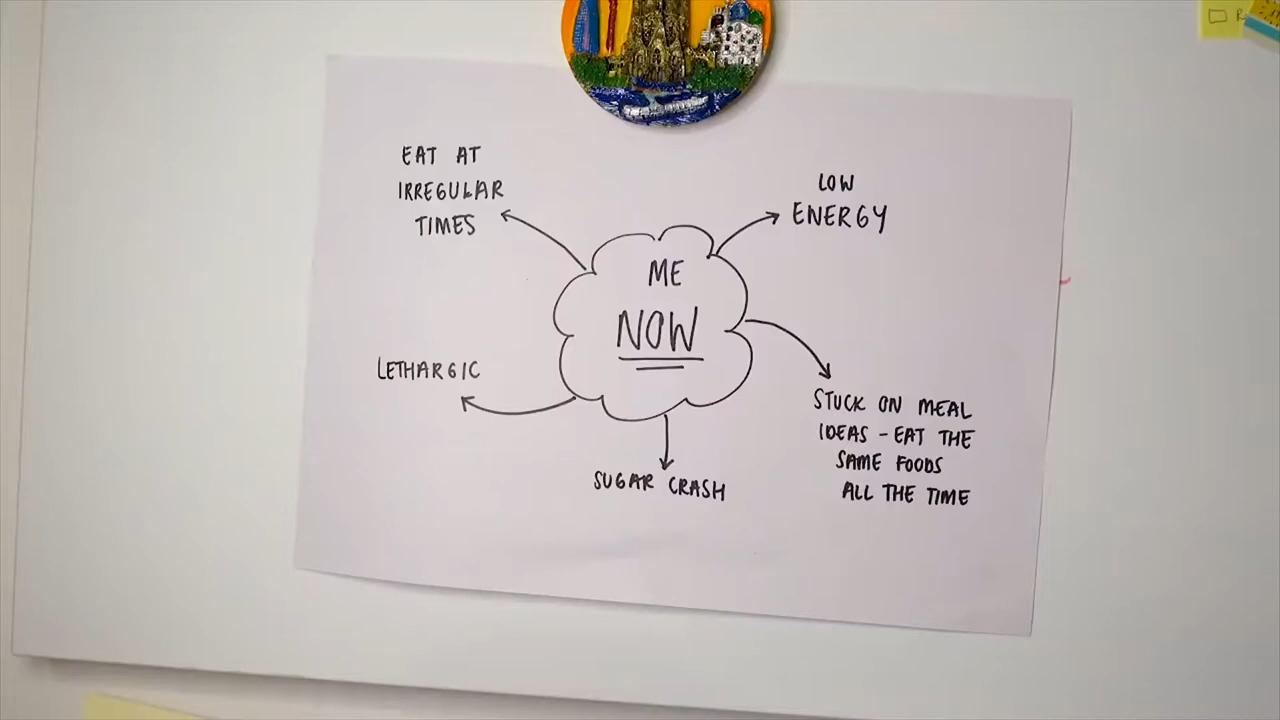 EAT AT
IRREGULAR
TIMES
LOW
ENERGY
ME
NOW
LETHARGIC
STUCK ON MEAL
IDEAS - EAT THE
SAME FOODS
ALL THE TIME
SUGAR CRASH